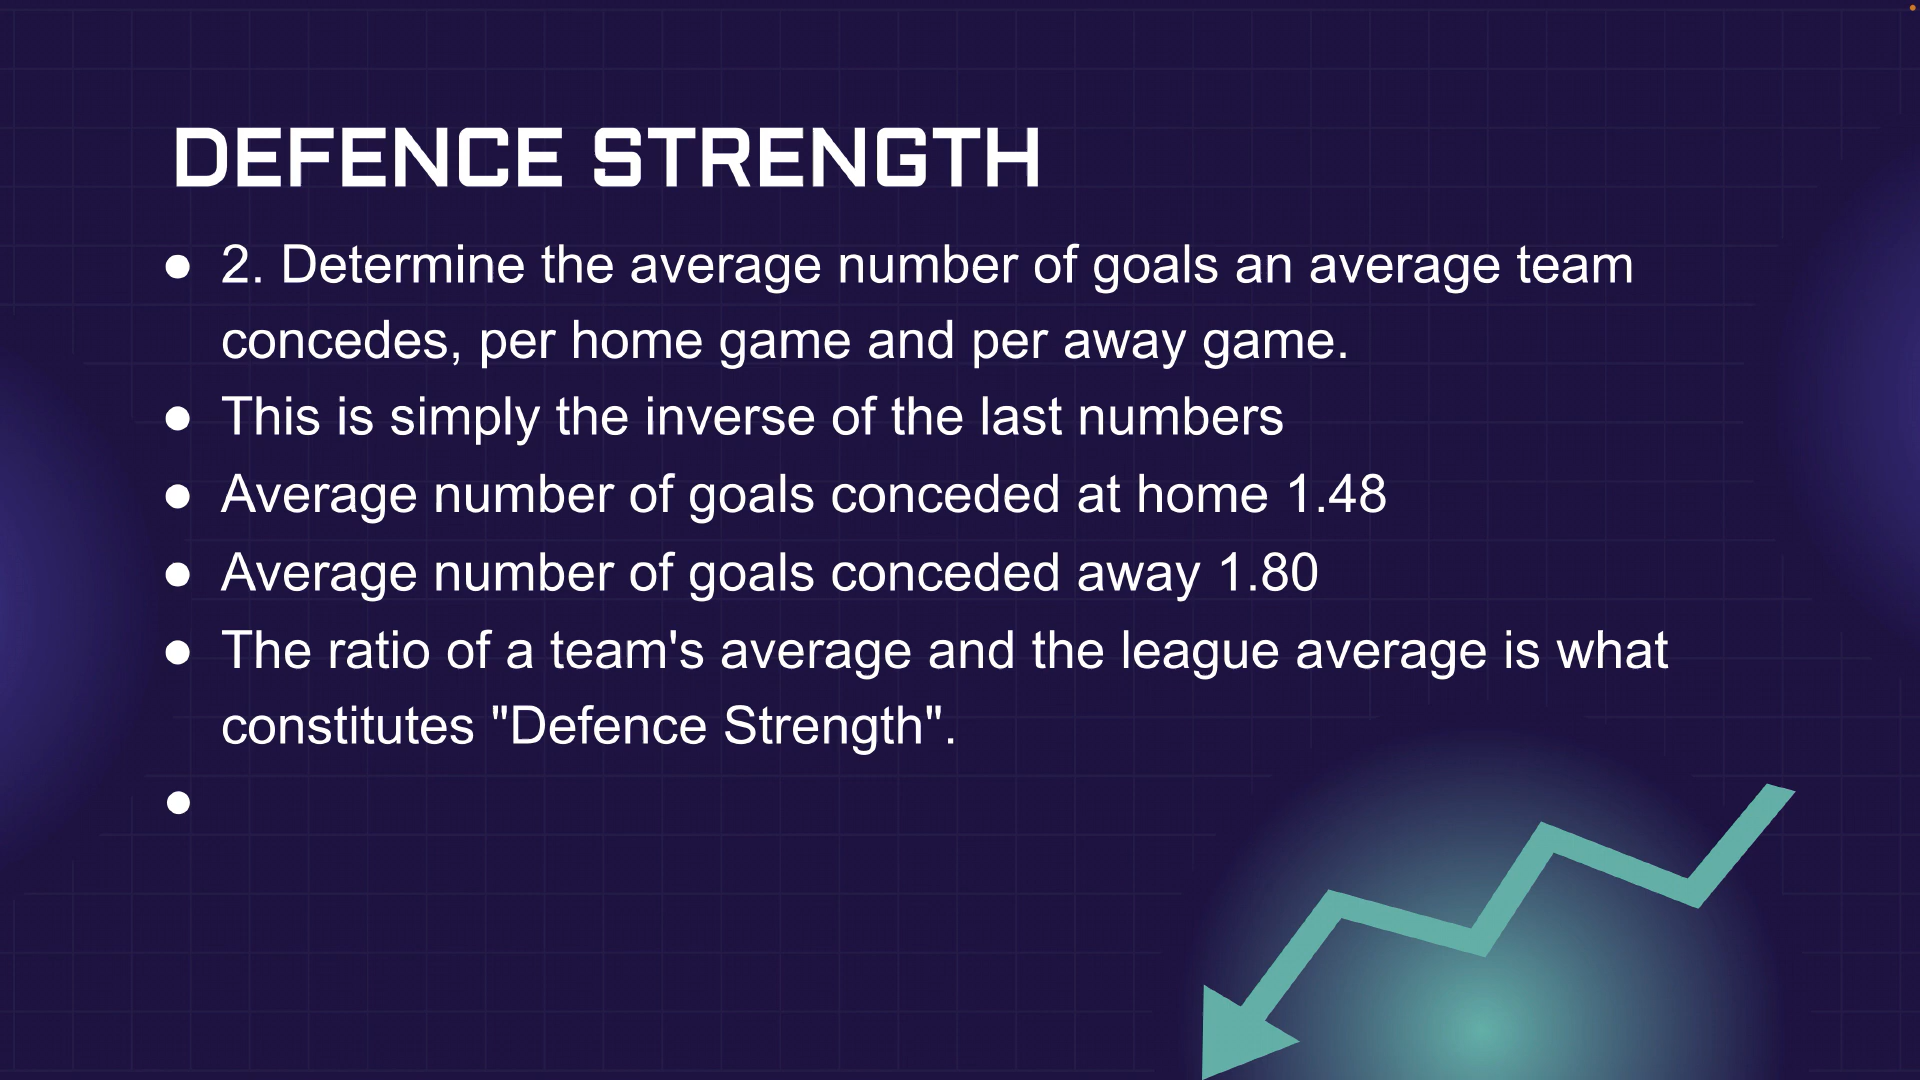 DEFENCE STRENGTH
● 2. Determine the average number of goals an average team
concedes, per home game and per away game.
● This is simply the inverse of the last numbers
● Average number of goals conceded at home 1.48
● Average number of goals conceded away 1.80
● The ratio of a team's average and the league average is what
constitutes "Defence Strength".
●